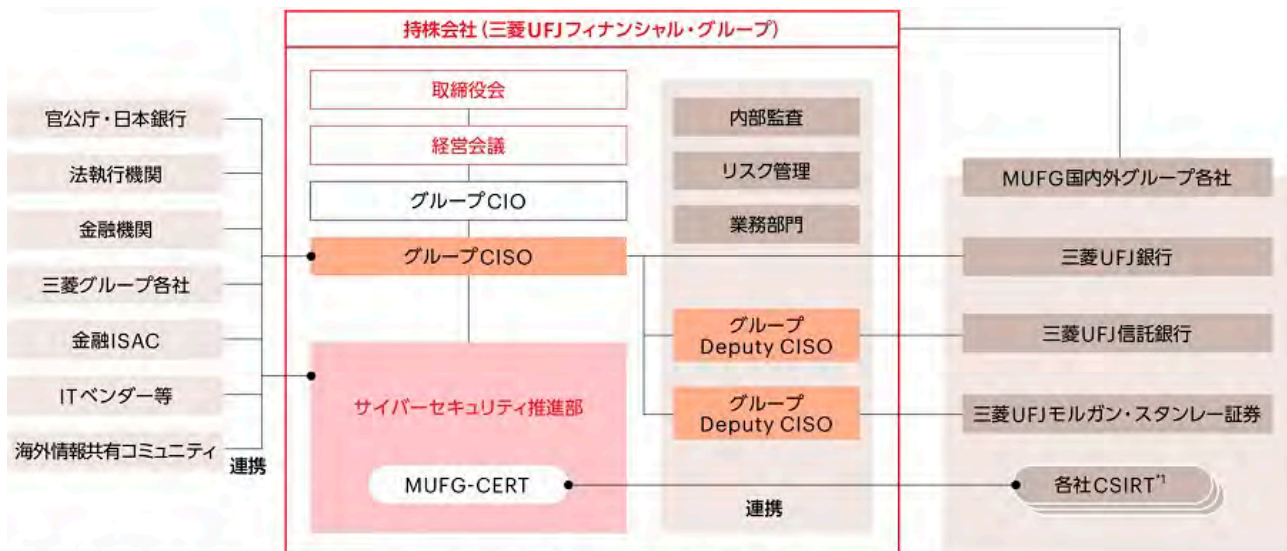 持株会社(三菱UFJフィナンシャル・グループ)
官公庁・日本銀行
法執行機関
金融機関
三菱グループ各社
金融ISAC
ITベンダー等
海外情報共有コミュニティ
連携
取締役会
経営会議
グループCIO
グループCISO
サイバーセキュリティ推進部
MUFG-CERT
内部監査
リスク管理
業務部門
グループ
Deputy CISO
グループ
Deputy CISO
連携
MUFG国内外グループ各社
三菱UFJ銀行
三菱UFJ信託銀行
三菱UFJモルガン・スタンレー証券
各社CSIRT*1